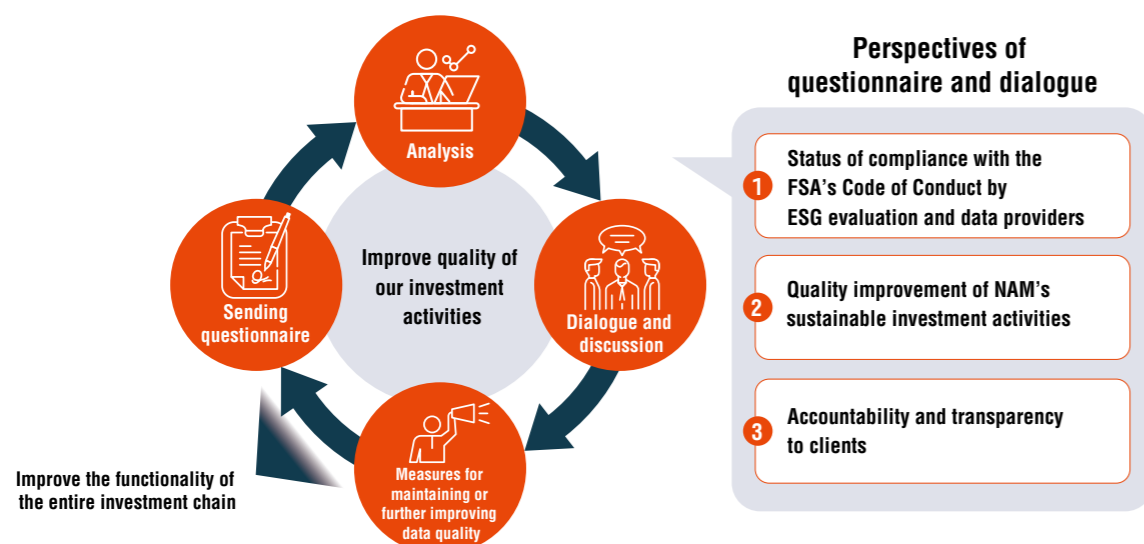 Perspectives of
questionnaire and dialogue
Analysis
Dialogue and
discussion
Measures for
maintaining or
further improving
data quality
Sending
questionnaire
Improve quality of
our investment
activities
Improve the functionality of
the entire investment chain
1
Status of compliance with the
FSA's Code of Conduct by
ESG evaluation and data providers
2
Quality improvement of NAM's
sustainable investment activities
3
Accountability and transparency
to clients